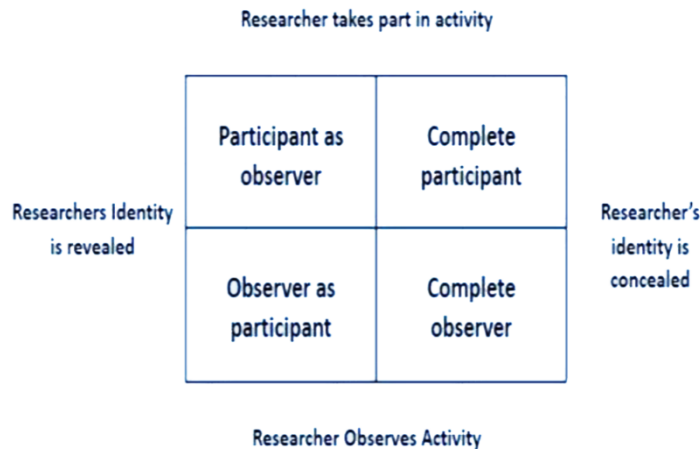 Researcher takes part in activity
Participant as
observer
Complete
participant
Researchers Identity
is revealed
Researcher's
identity is
concealed
Observer as
participant
Complete
observer
Researcher Observes Activity